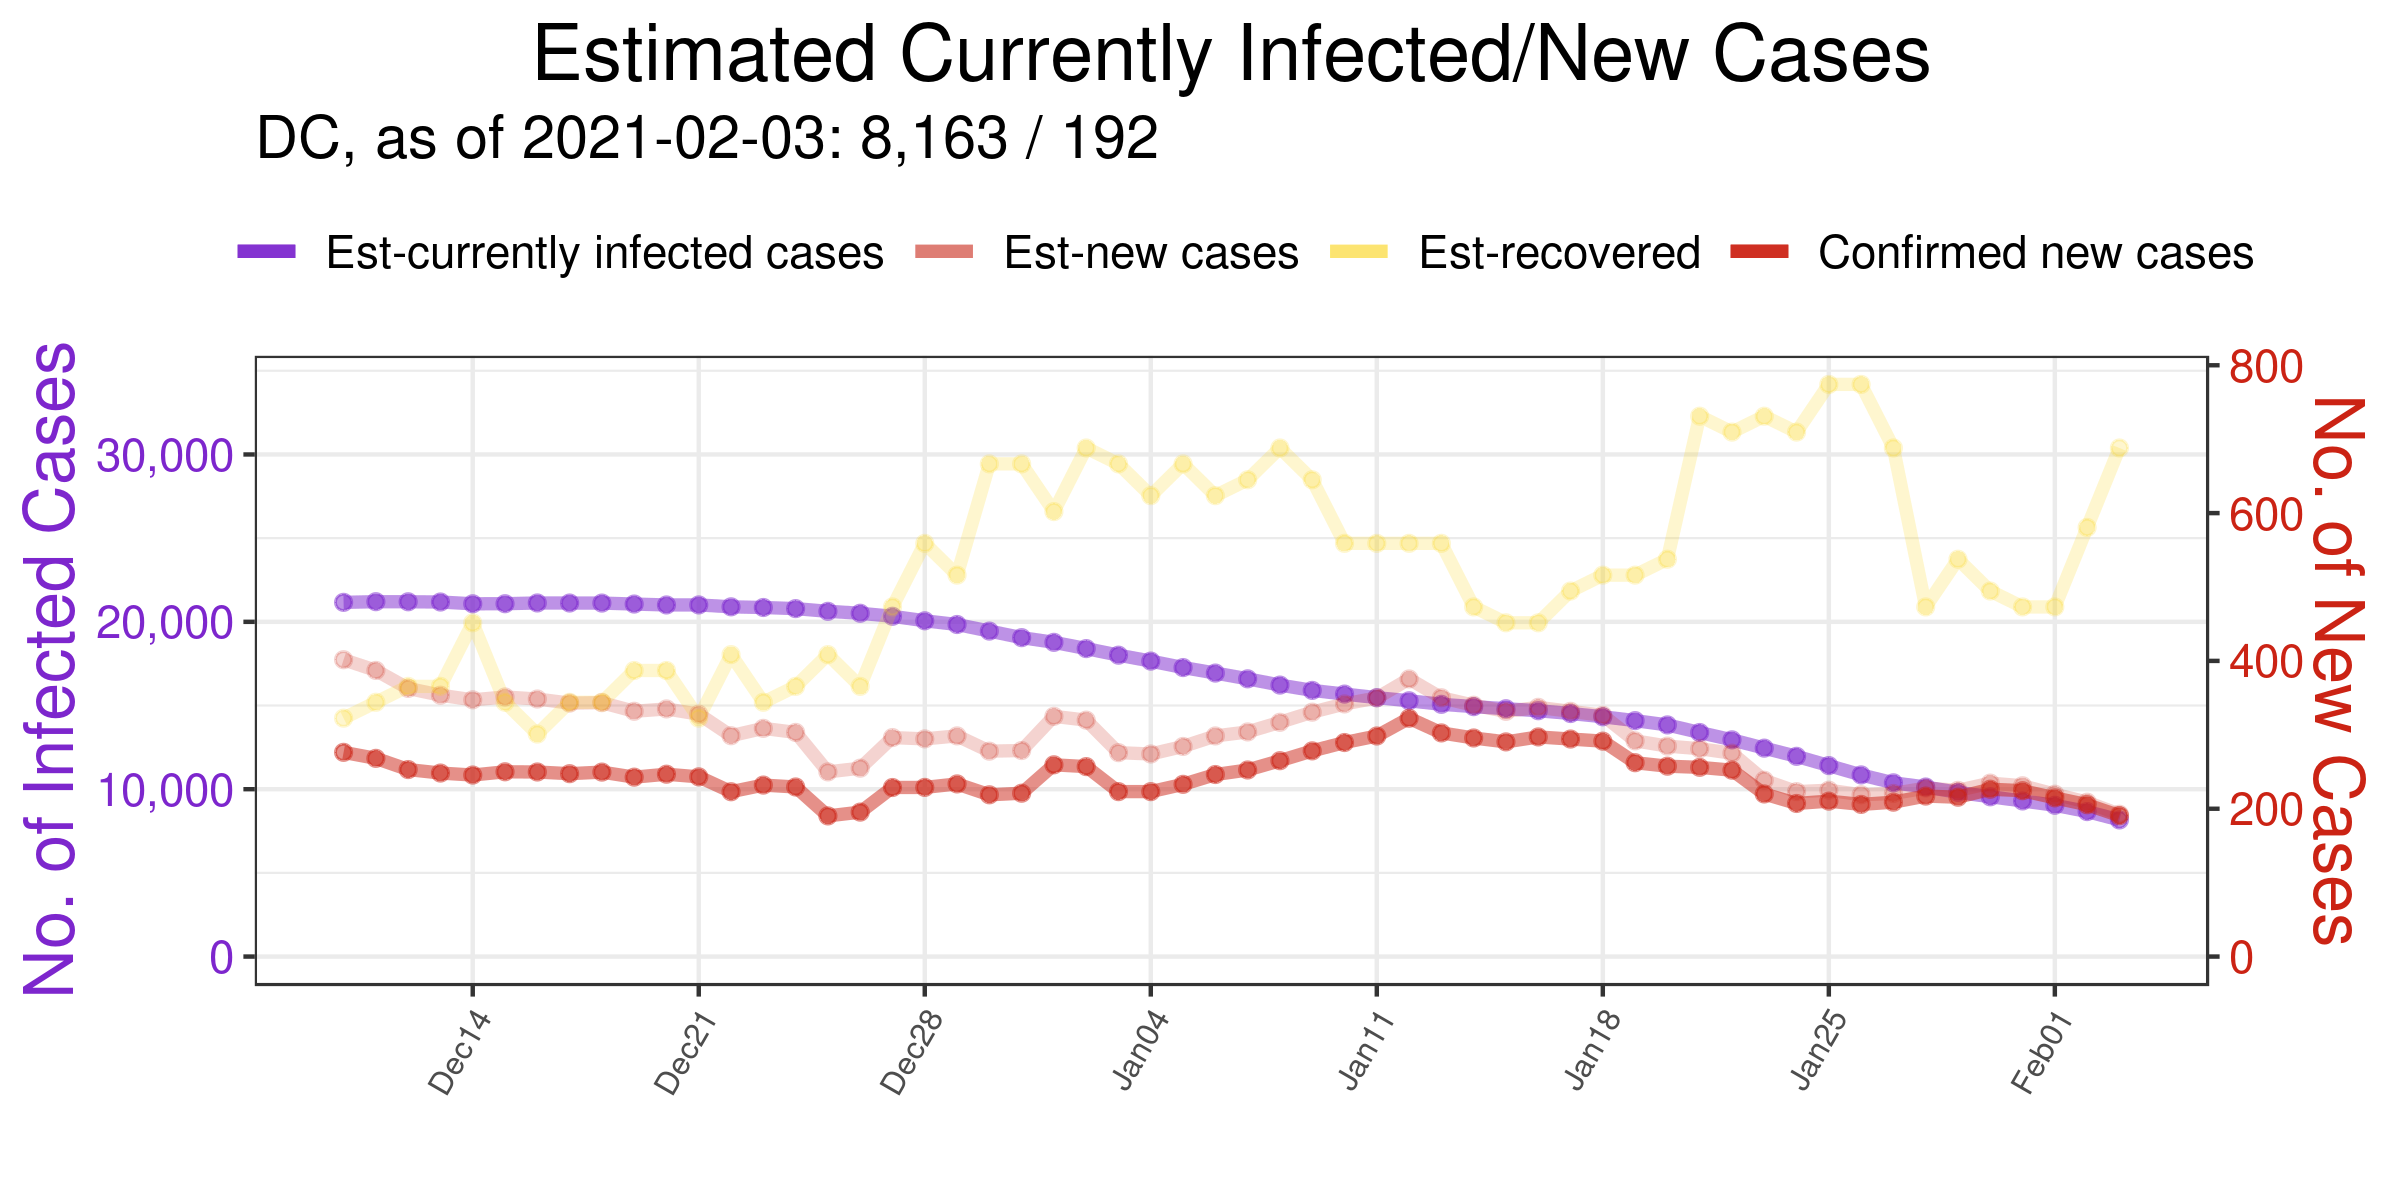 Estimated Currently Infected/New Cases
DC, as of 2021-02-03: 8,163 / 192
Est-currently infected cases Est-new cases Est-recovered Confirmed new cases
No. of Infected Cases
30,000
20,000
10,000
0
800
600
400
200
0
No. of New Cases
Dec14 Dec21 Dec28 Jan04 Jan11 Jan18 Jan25 Feb01